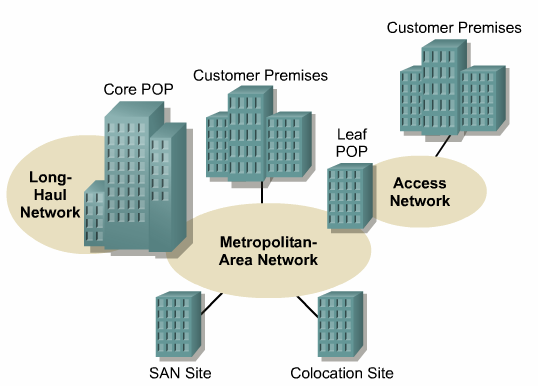 Customer Premises
Customer Premises
Core POP
Leaf
POP
Long-
Haul
Network
Access
Network
Metropolitan-
Area Network
SAN Site
Colocation Site